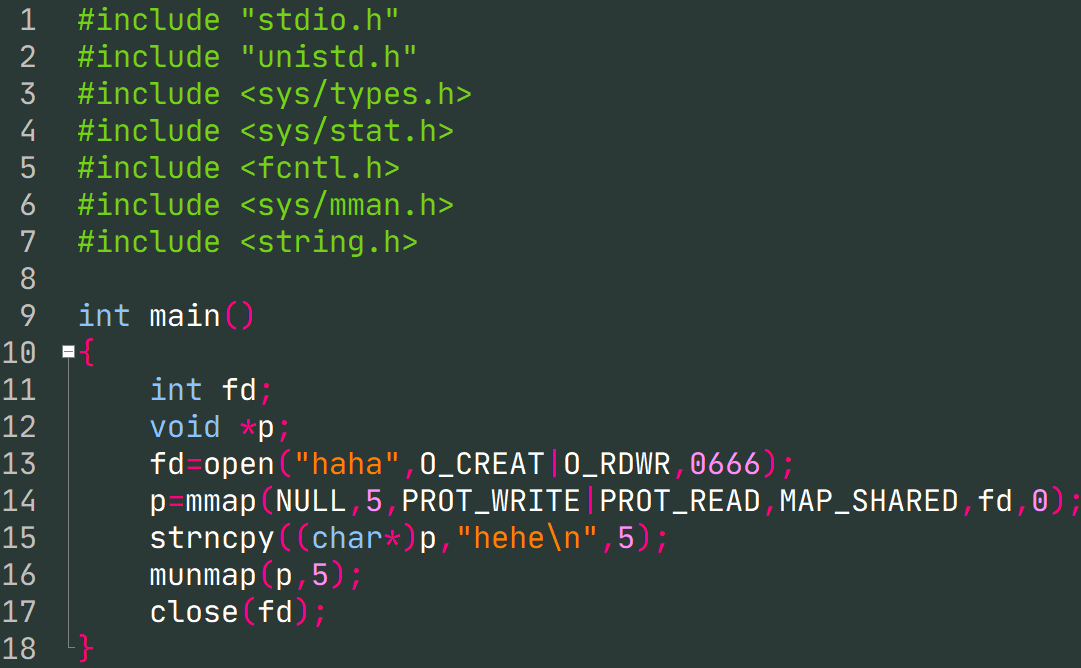 1 #include "stdio.h"
2 #include "unistd.h"
3 #include <sys/types.h>
4 #include <sys/stat.h>
5 #include <fcntl.h>
6 #include <sys/mman.h>
7 #include <string.h>
8
9 int main()
10 {
11     int fd;
12     void *p;
13     fd=open("haha",O_CREAT|O_RDWR,0666);
14     p=mmap(NULL,5,PROT_WRITE|PROT_READ,MAP_SHARED,fd,0);
15     strncpy((char*)p,"hehe\n",5);
16     munmap(p,5);
17     close(fd);
18 }